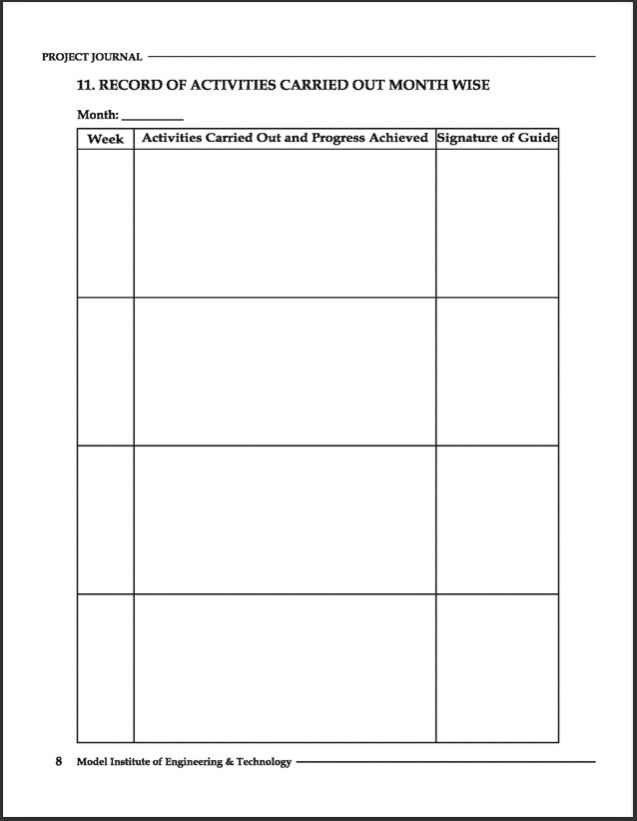 PROJECT JOURNAL
11. RECORD OF ACTIVITIES CARRIED OUT MONTH WISE
Month: _________
Week Activities Carried Out and Progress Achieved Signature of Guide
8 Model Institute of Engineering & Technology